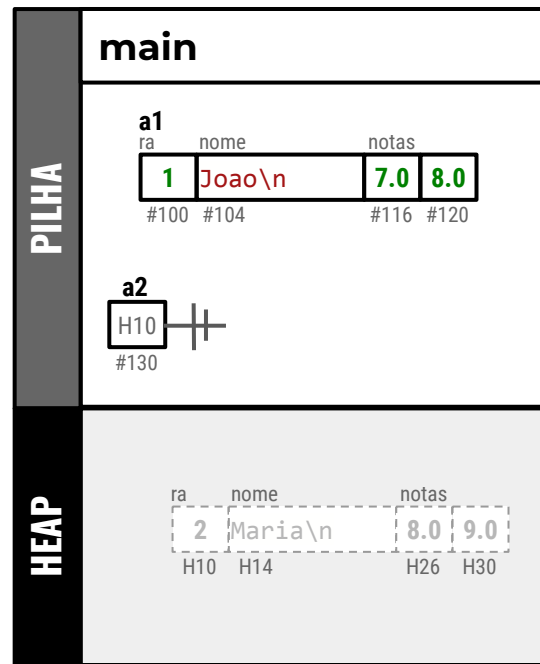 main
PILHA
a1
ra nome notas
1 Joao\n 7.0 8.0
#100 #104 #116 #120
a2
H10
#130
HEAP
ra nome notas
2 Maria\n 8.0 9.0
H10 H14 H26 H30